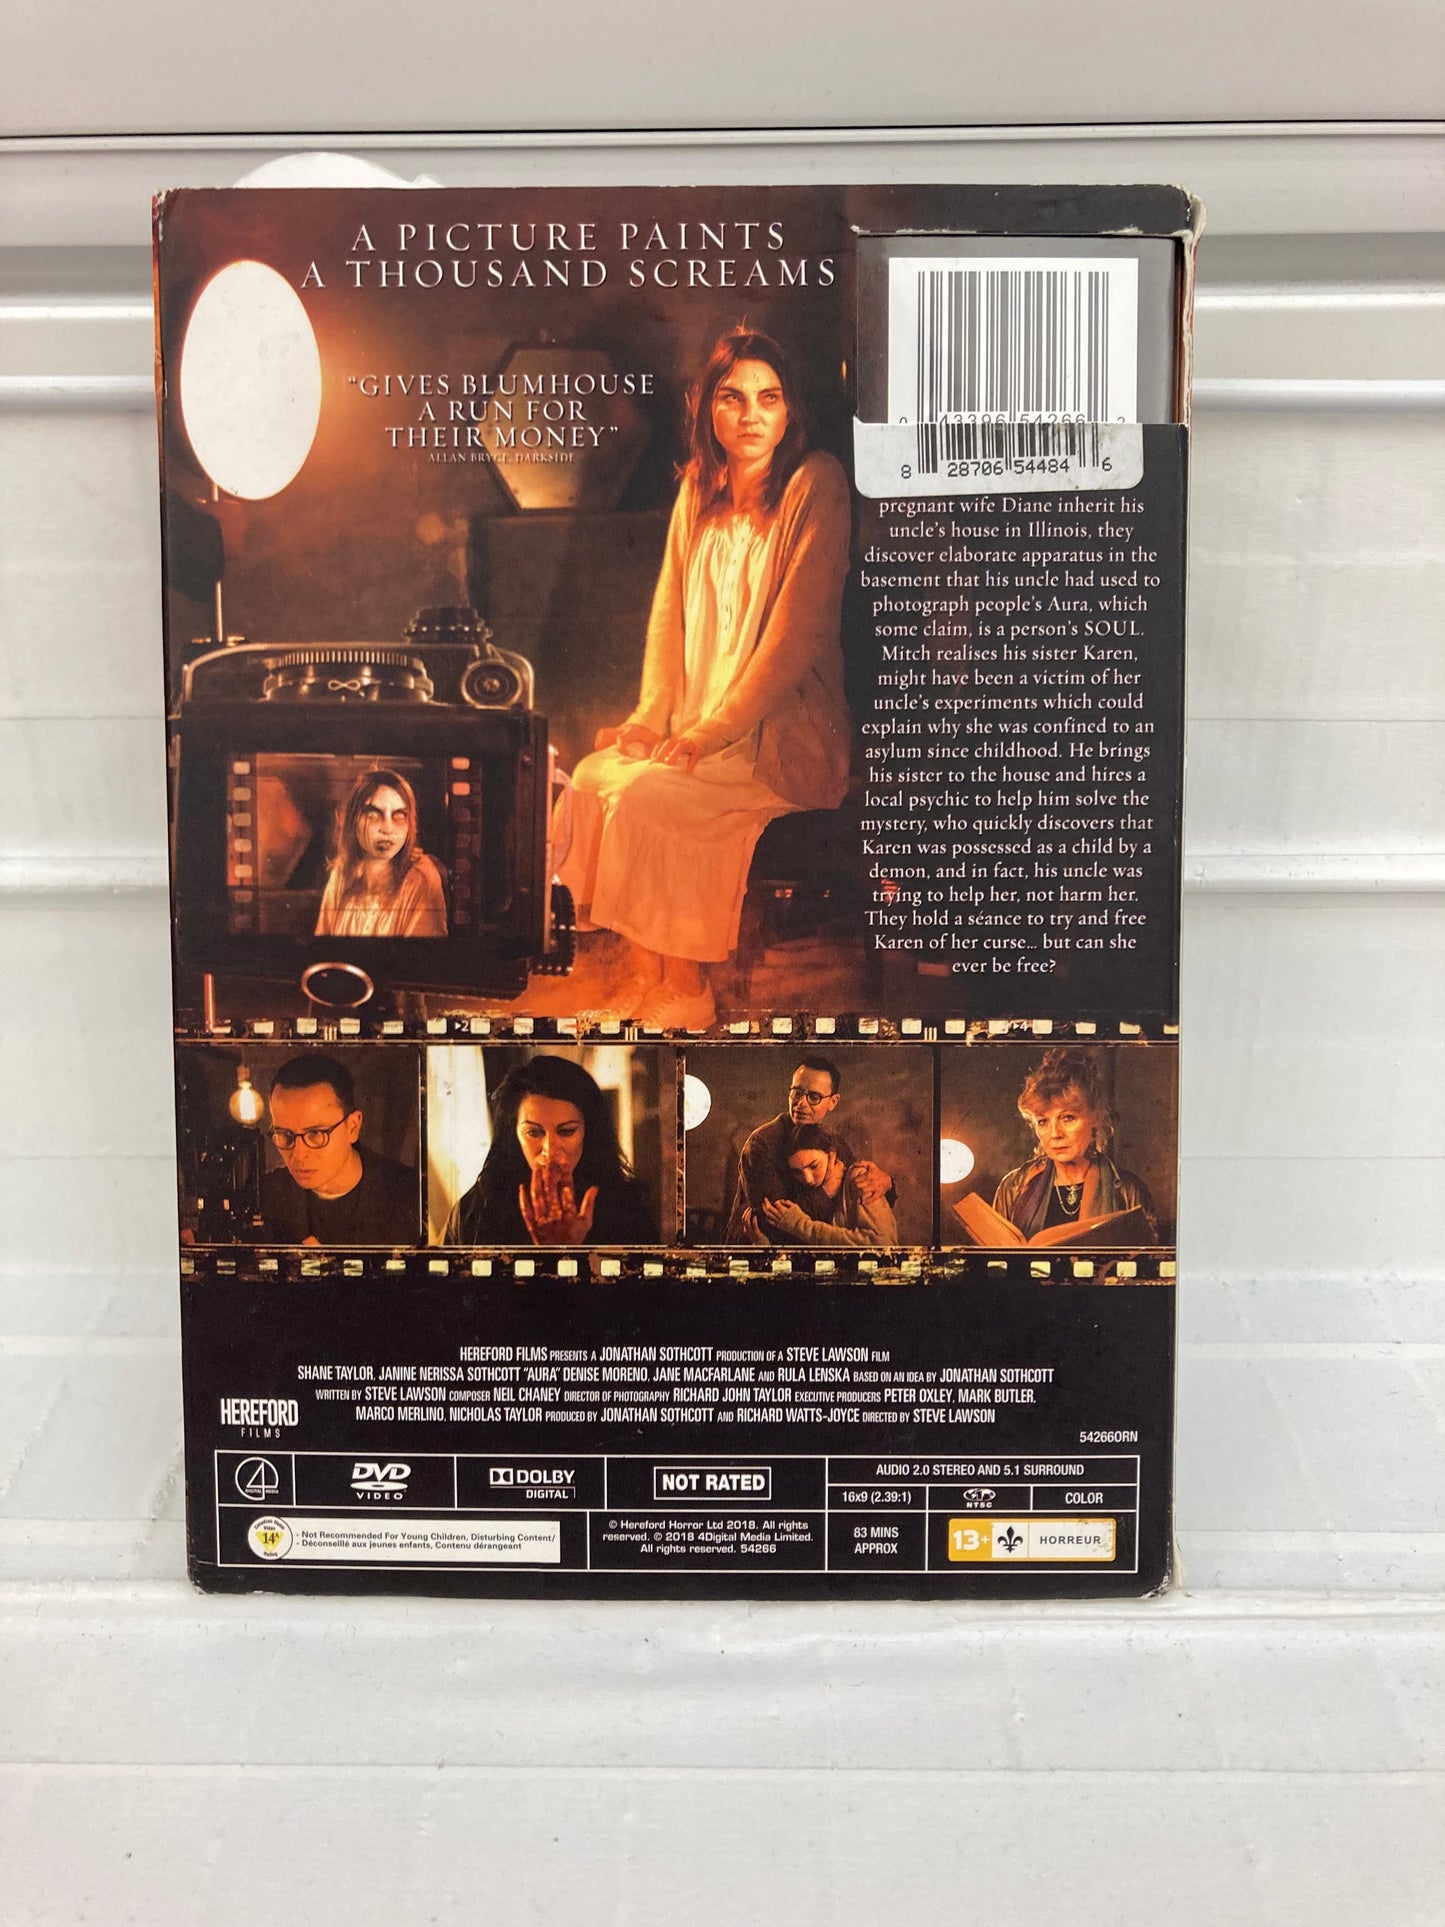 A PICTURE PAINTS
A THOUSAND SCREAMS
"GIVES BLUMHOUSE
A RUN FOR
THEIR MONEY"
ALLAN BRYCE, DARKSIDE
0 43396 54266 2
8 28706 54484 6
pregnant wife Diane inherit his
uncle's house in Illinois, they
discover elaborate apparatus in the
basement that his uncle had used to
photograph people's Aura, which
some claim, is a person's SOUL.
Mitch realises his sister Karen,
might have been a victim of her
uncle's experiments which could
explain why she was confined to an
asylum since childhood. He brings
his sister to the house and hires a
local psychic to help him solve the
mystery, who quickly discovers that
Karen was possessed as a child by a
demon, and in fact, his uncle was
trying to help her, not harm her.
They hold a séance to try and free
Karen of her curse... but can she
ever be free?
2
4
HEREFORD FILMS PRESENTS A JONATHAN SOTHCOTT PRODUCTION OF A STEVE LAWSON FILM
SHANE TAYLOR, JANINE NERISSA SOTHCOTT "AURA" DENISE MORENO, JANE MACFARLANE AND RULA LENSKA BASED ON AN IDEA BY JONATHAN SOTHCOTT
WRITTEN BY STEVE LAWSON COMPOSER NEIL CHANEY DIRECTOR OF PHOTOGRAPHY RICHARD JOHN TAYLOR EXECUTIVE PRODUCERS PETER OXLEY, MARK BUTLER,
MARCO MERLINO, NICHOLAS TAYLOR PRODUCED BY JONATHAN SOTHCOTT AND RICHARD WATTS-JOYCE DIRECTED BY STEVE LAWSON
HEREFORD
FILMS
54266ORN
4
DIGITAL MEDIA
DVD
VIDEO
DOLBY
DIGITAL
NOT RATED
AUDIO 2.0 STEREO AND 5.1 SURROUND
16x9 (2.39:1)
NTSC
COLOR
Canadian Home
Video
14A
Rating
- Not Recommended For Young Children, Disturbing Content/
- Déconseillé aux jeunes enfants, Contenu dérangeant
© Hereford Horror Ltd 2018. All rights
reserved. © 2018 4Digital Media Limited.
All rights reserved. 54266
83 MINS
APPROX
13+
HORREUR